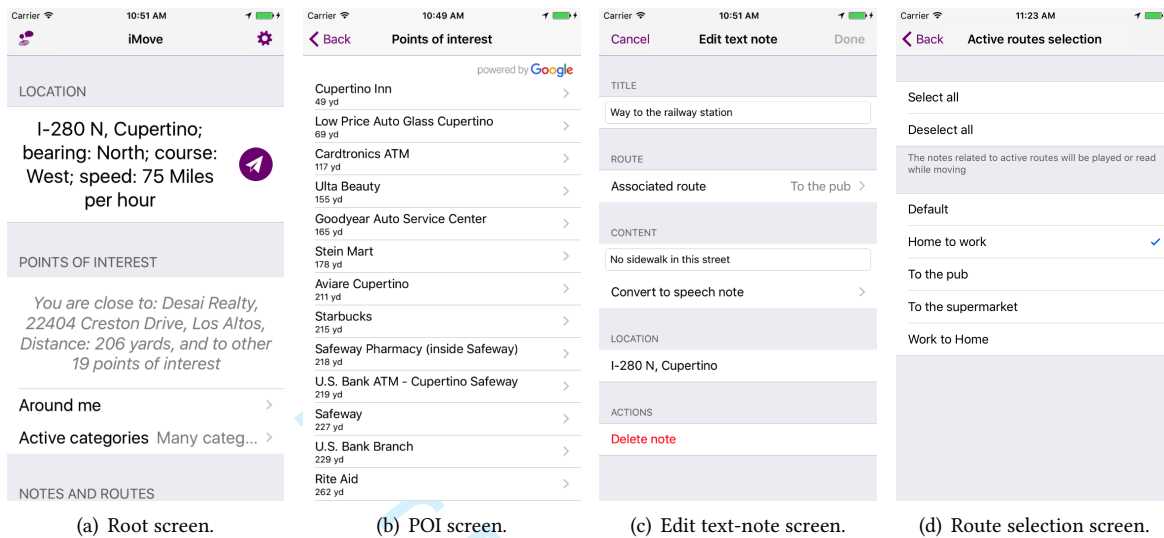 Carrier 10:51 AM
iMove
LOCATION
I-280 N, Cupertino;
bearing: North; course:
West; speed: 75 Miles
per hour
POINTS OF INTEREST
You are close to: Desai Realty,
22404 Creston Drive, Los Altos,
Distance: 206 yards, and to other
19 points of interest
Around me
Active categories Many categ...
NOTES AND ROUTES
(a) Root screen.
Carrier 10:49 AM
Back Points of interest
powered by Google
Cupertino Inn
49 yd
Low Price Auto Glass Cupertino
69 yd
Cardtronics ATM
117 yd
Ulta Beauty
155 yd
Goodyear Auto Service Center
165 yd
Stein Mart
178 yd
Aviare Cupertino
211 yd
Starbucks
215 yd
Safeway Pharmacy (inside Safeway)
218 yd
U.S. Bank ATM - Cupertino Safeway
219 yd
Safeway
227 yd
U.S. Bank Branch
229 yd
Rite Aid
262 yd
(b) POI screen.
Carrier 10:51 AM
Cancel Edit text note Done
TITLE
Way to the railway station
ROUTE
Associated route To the pub
CONTENT
No sidewalk in this street
Convert to speech note
LOCATION
I-280 N, Cupertino
ACTIONS
Delete note
(c) Edit text-note screen.
Carrier 11:23 AM
Back Active routes selection
Select all
Deselect all
The notes related to active routes will be played or read
while moving
Default
Home to work
To the pub
To the supermarket
Work to Home
(d) Route selection screen.